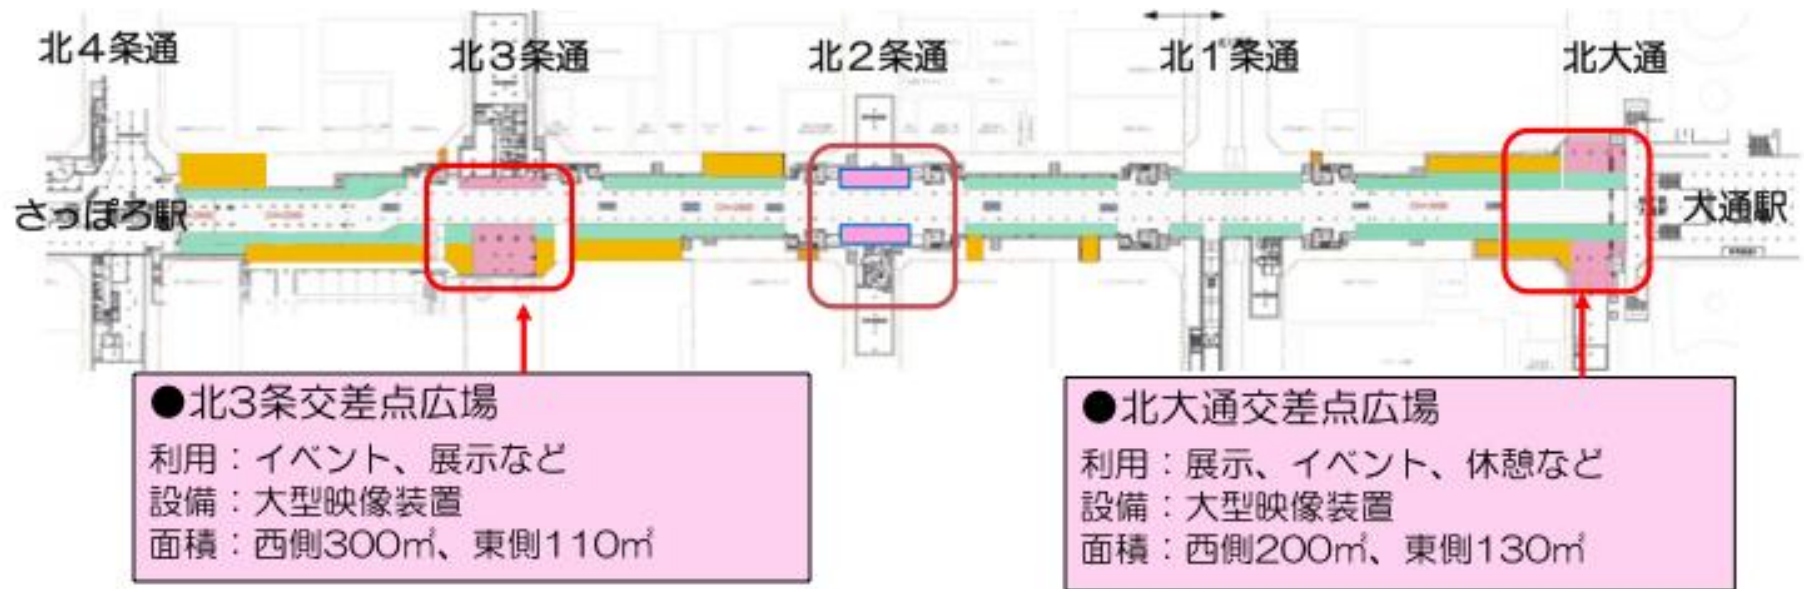 北４条通
北３条通
北２条通
北１条通
北大通
さっぽろ駅
大通駅
●北3条交差点広場
利用：イベント、展示など
設備：大型映像装置
面積：西側300㎡、東側110㎡
●北大通交差点広場
利用：展示、イベント、休憩など
設備：大型映像装置
面積：西側200㎡、東側130㎡